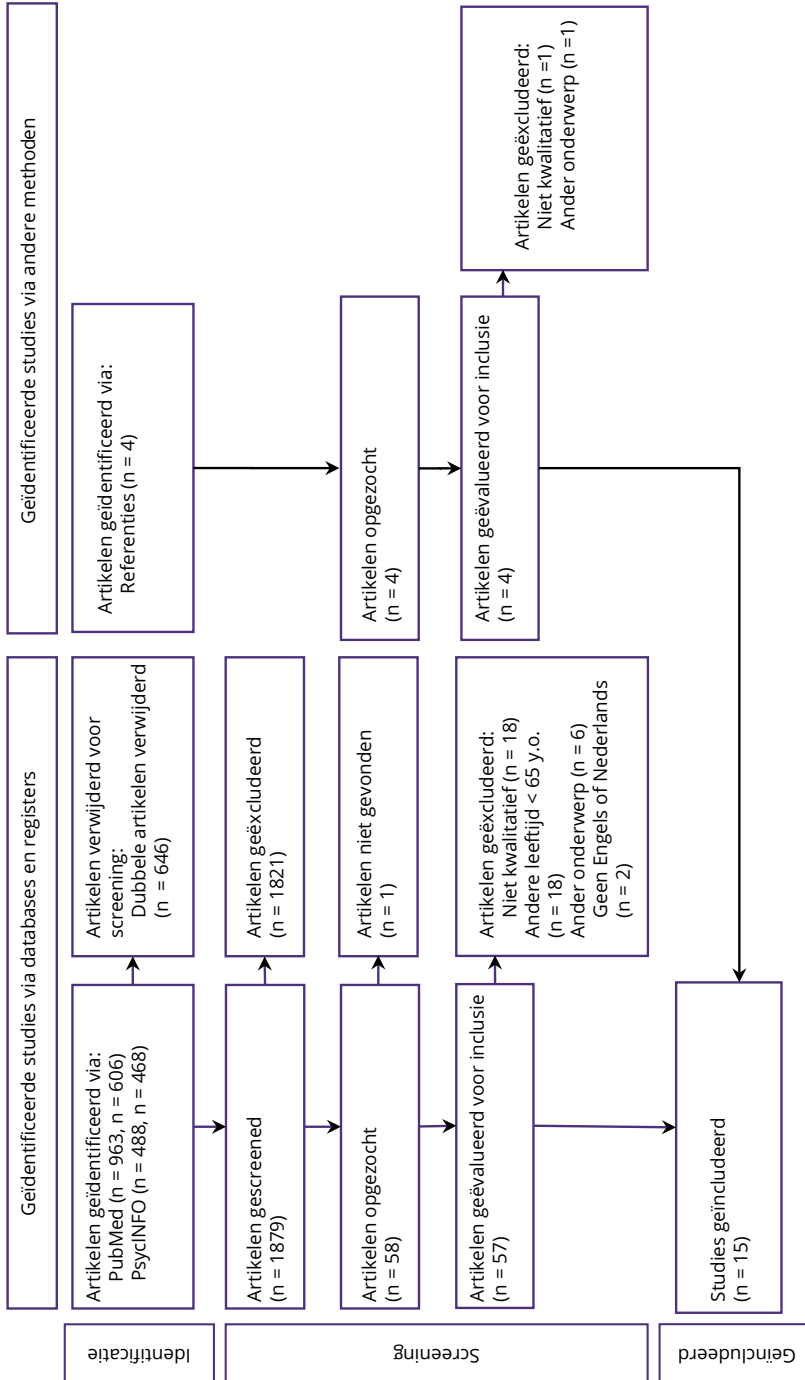 Geïdentificeerde studies via databases en registers
Geïdentificeerde studies via andere methoden
Identificatie
Artikelen geïdentificeerd via:
PubMed (n = 963, n = 606)
PsycINFO (n = 488, n = 468)
Artikelen verwijderd voor
screening:
Dubbele artikelen verwijderd
(n = 646)
Artikelen geïdentificeerd via:
Referenties (n = 4)
Screening
Artikelen gescreened
(n = 1879)
Artikelen geëxcludeerd
(n = 1821)
Artikelen opgezocht
(n = 58)
Artikelen niet gevonden
(n = 1)
Artikelen opgezocht
(n = 4)
Artikelen geëvalueerd voor inclusie
(n = 57)
Artikelen geëxcludeerd:
Niet kwalitatief (n = 18)
Andere leeftijd < 65 y.o.
(n = 18)
Ander onderwerp (n = 6)
Geen Engels of Nederlands
(n = 2)
Artikelen geëvalueerd voor inclusie
(n = 4)
Artikelen geëxcludeerd:
Niet kwalitatief (n =1)
Ander onderwerp (n =1)
Geïncludeerd
Studies geïncludeerd
(n = 15)